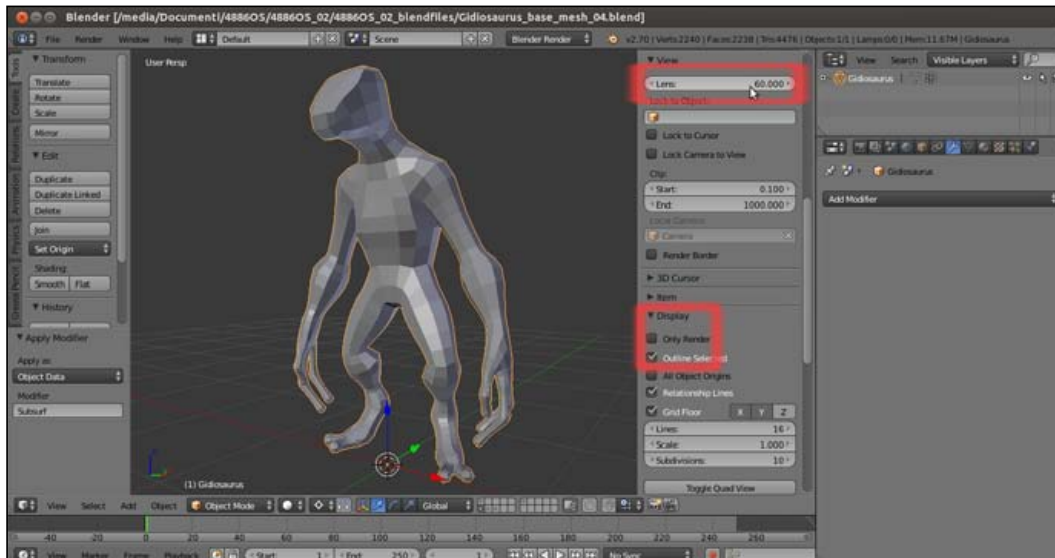 Blender [/media/Documenti/4886OS/4886OS_02/4886OS_02_blendfiles/Gidiosaurus_base_mesh_04.blend]
File Render Window Help Default Scene Blender Render v2.70 | Verts:2240 | Faces:2238 | Tris:4476 | Objects:1/1 | Lamps:0/0 | Mem:11.67M | Gidiosaurus
View Search Visible Layers
Tools
Create
Relations
Animation
Physics
Grease Pencil
Transform
Translate
Rotate
Scale
Mirror
Edit
Duplicate
Duplicate Linked
Delete
Join
Set Origin
Shading:
Smooth Flat
History
Apply Modifier
Apply as
Object Data
Modifier
Subsurf
User Persp
(1) Gidiosaurus
View
Lens: 60.000
Lock to Object:
Lock to Cursor
Lock Camera to View
Clip:
Start: 0.100
End: 1000.000
Local Camera:
Camera
Render Border
3D Cursor
Item
Display
Only Render
Outline Selected
All Object Origins
Relationship Lines
Grid Floor X Y Z
Lines: 16
Scale: 1.000
Subdivisions: 10
Toggle Quad View
Gidiosaurus
Gidiosaurus
Add Modifier
View Select Add Object Object Mode Global
-40 -20 0 20 40 60 80 100 120 140 160 180 200 220 240 260
View Marker Frame Playback Start: 1 End: 250 1 No Sync